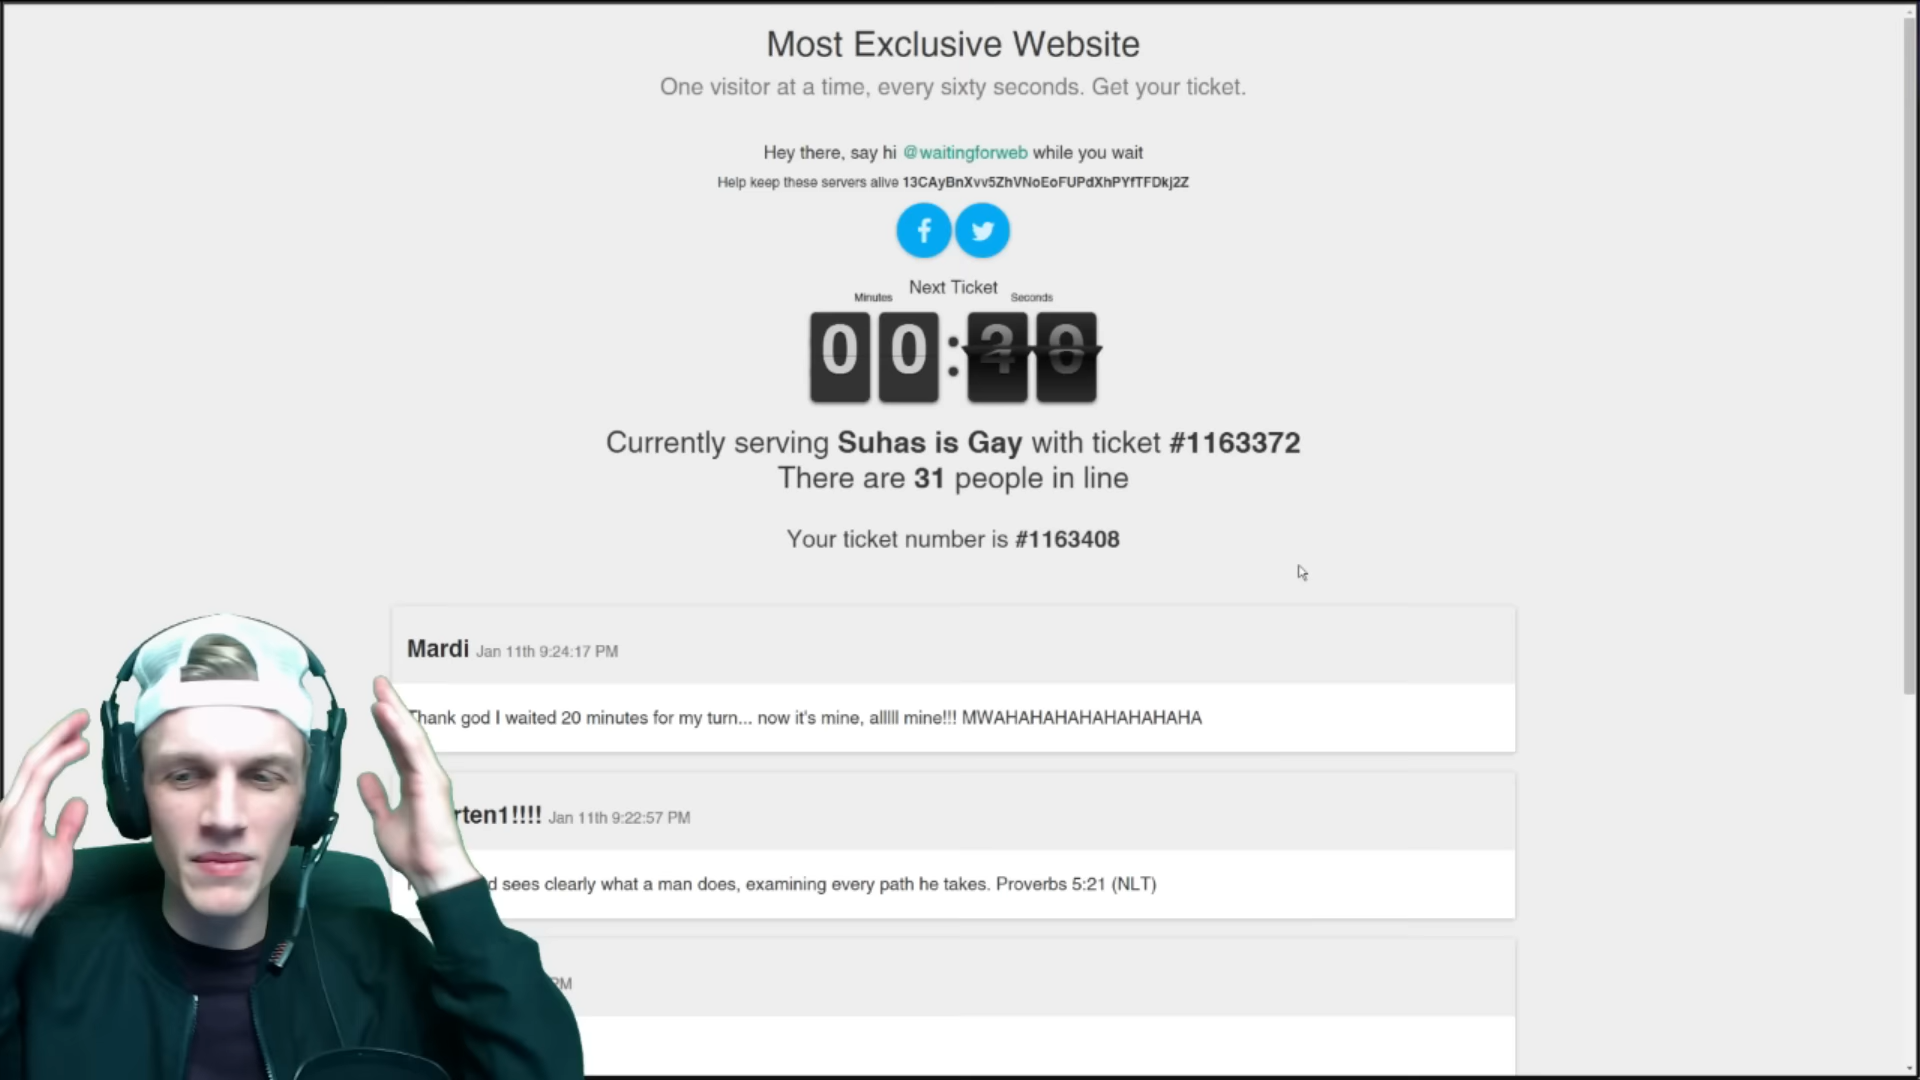 Most Exclusive Website
One visitor at a time, every sixty seconds. Get your ticket.
Hey there, say hi @waitingforweb while you wait
Help keep these servers alive 13CAyBnXvv5ZhVNoEoFUPdXhPYfTFDkj2Z
Next Ticket
Minutes Seconds
00:
Currently serving Suhas is Gay with ticket #1163372
There are 31 people in line
Your ticket number is #1163408
Mardi Jan 11th 9:24:17 PM
Thank god I waited 20 minutes for my turn... now it's mine, alllll mine!!! MWAHAHAHAHAHAHAHAHA
rten1!!!! Jan 11th 9:22:57 PM
sees clearly what a man does, examining every path he takes. Proverbs 5:21 (NLT)
PM